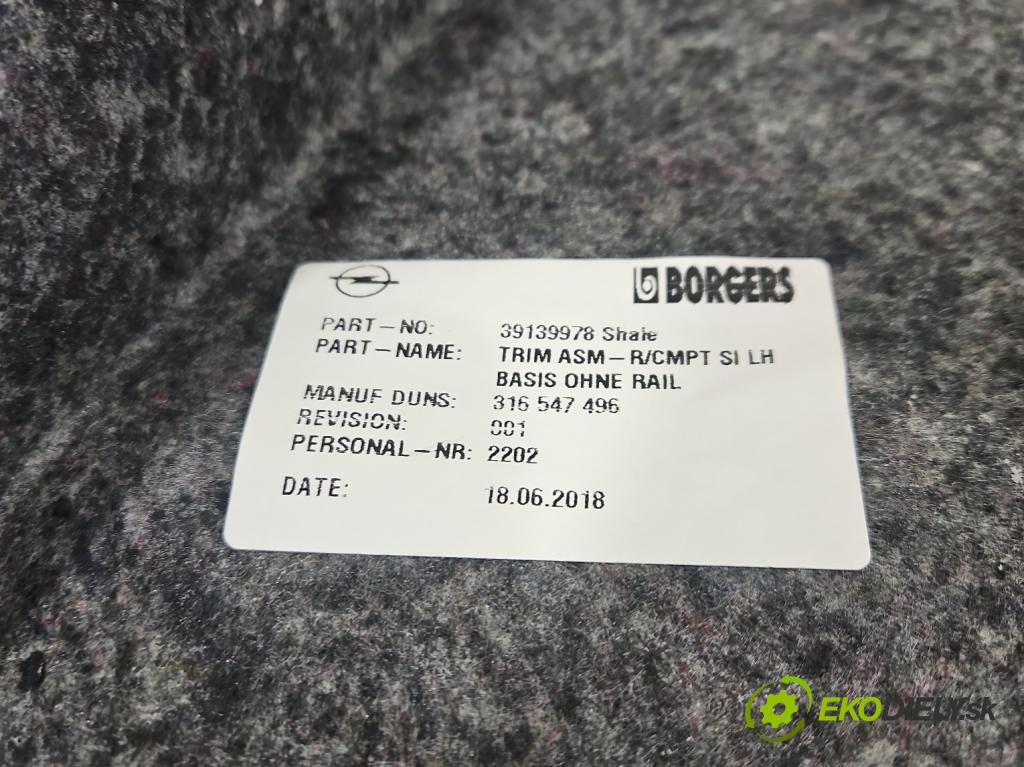 BORGERS
PART-NO: 39139978 Shale
PART-NAME: TRIM ASM-R/CMPT SI LH
BASIS OHNE RAIL
MANUF DUNS: 316 547 496
REVISION: 001
PERSONAL-NR: 2202
DATE: 18.06.2018
EKODIELY.sk